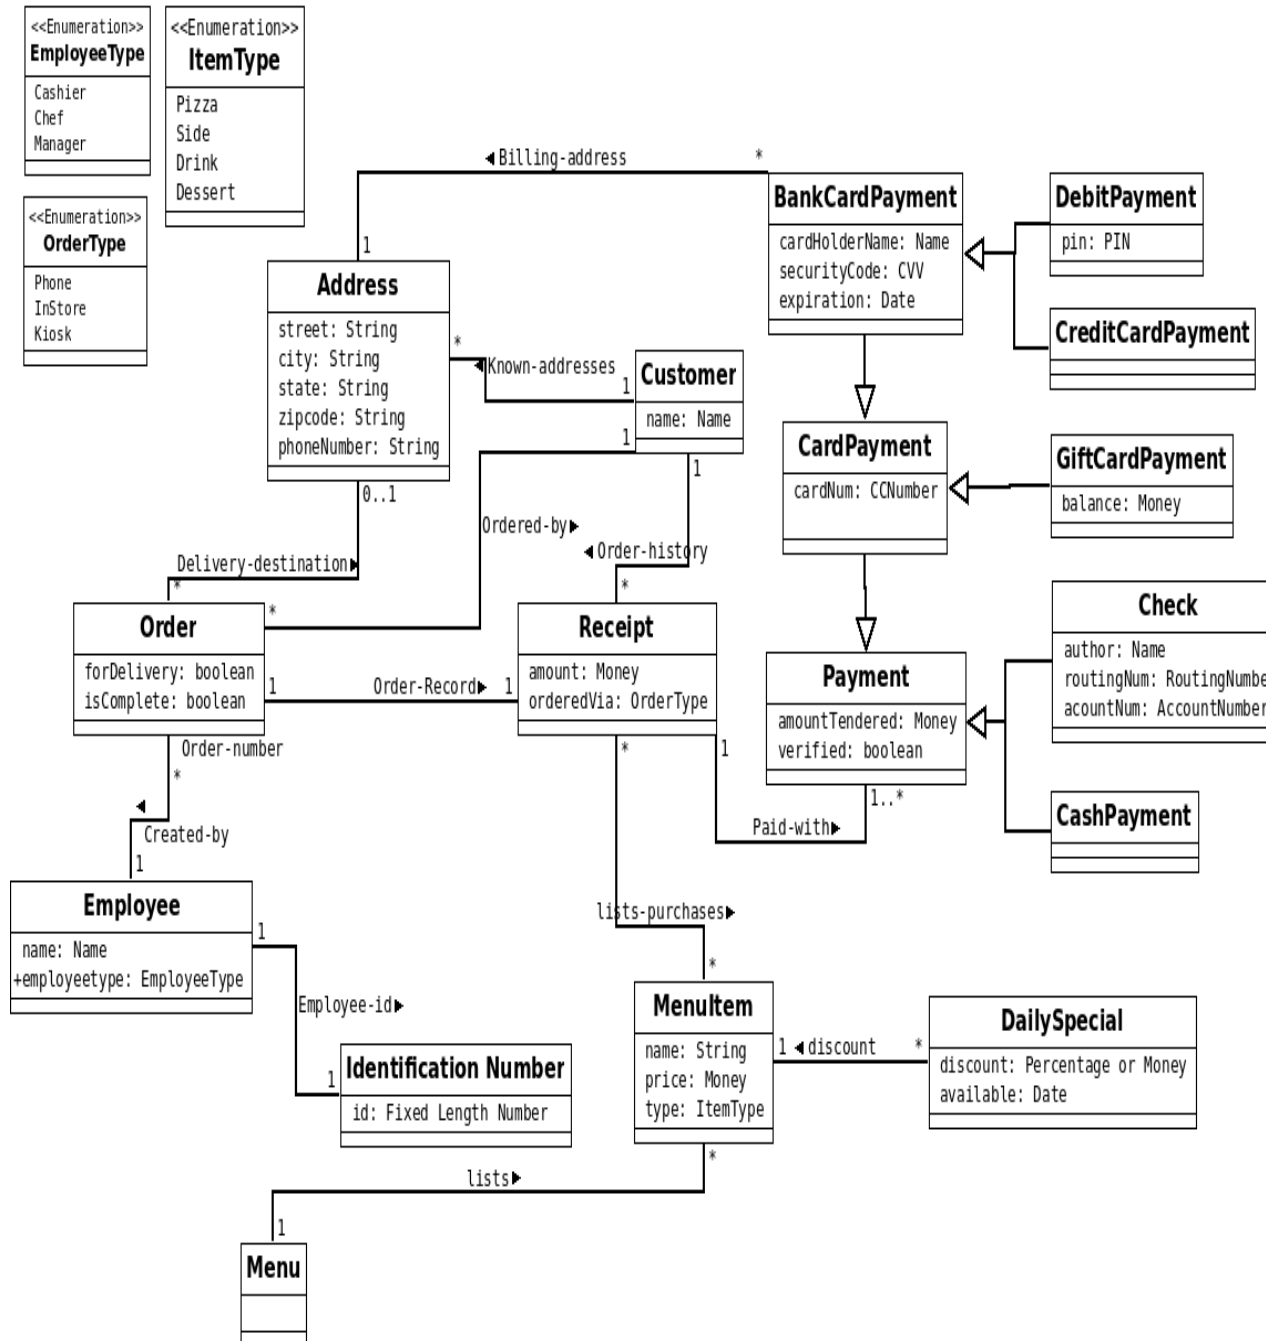 <<Enumeration>>
EmployeeType
Cashier
Chef
Manager
<<Enumeration>>
ItemType
Pizza
Side
Drink
Dessert
<<Enumeration>>
OrderType
Phone
InStore
Kiosk
◀ Billing-address
*
1
BankCardPayment
cardHolderName: Name
securityCode: CVV
expiration: Date
DebitPayment
pin: PIN
CreditCardPayment
Address
street: String
city: String
state: String
zipcode: String
phoneNumber: String
*
◀Known-addresses
1
Customer
name: Name
1
1
0..1
Ordered-by▶
◀ Order-history
*
Delivery-destination▶
*
*
CardPayment
cardNum: CCNumber
GiftCardPayment
balance: Money
Order
forDelivery: boolean
isComplete: boolean
1
Order-Record▶
1
Receipt
amount: Money
orderedVia: OrderType
Payment
amountTendered: Money
verified: boolean
Check
author: Name
routingNum: RoutingNumbe
acountNum: AccountNumber
CashPayment
Order-number
*
◀
Created-by
1
*
1
1..*
Paid-with▶
Employee
name: Name
+employeetype: EmployeeType
1
Employee-id▶
1
Identification Number
id: Fixed Length Number
lists-purchases▶
*
MenuItem
name: String
price: Money
type: ItemType
1 ◀ discount *
DailySpecial
discount: Percentage or Money
available: Date
*
lists▶
1
Menu